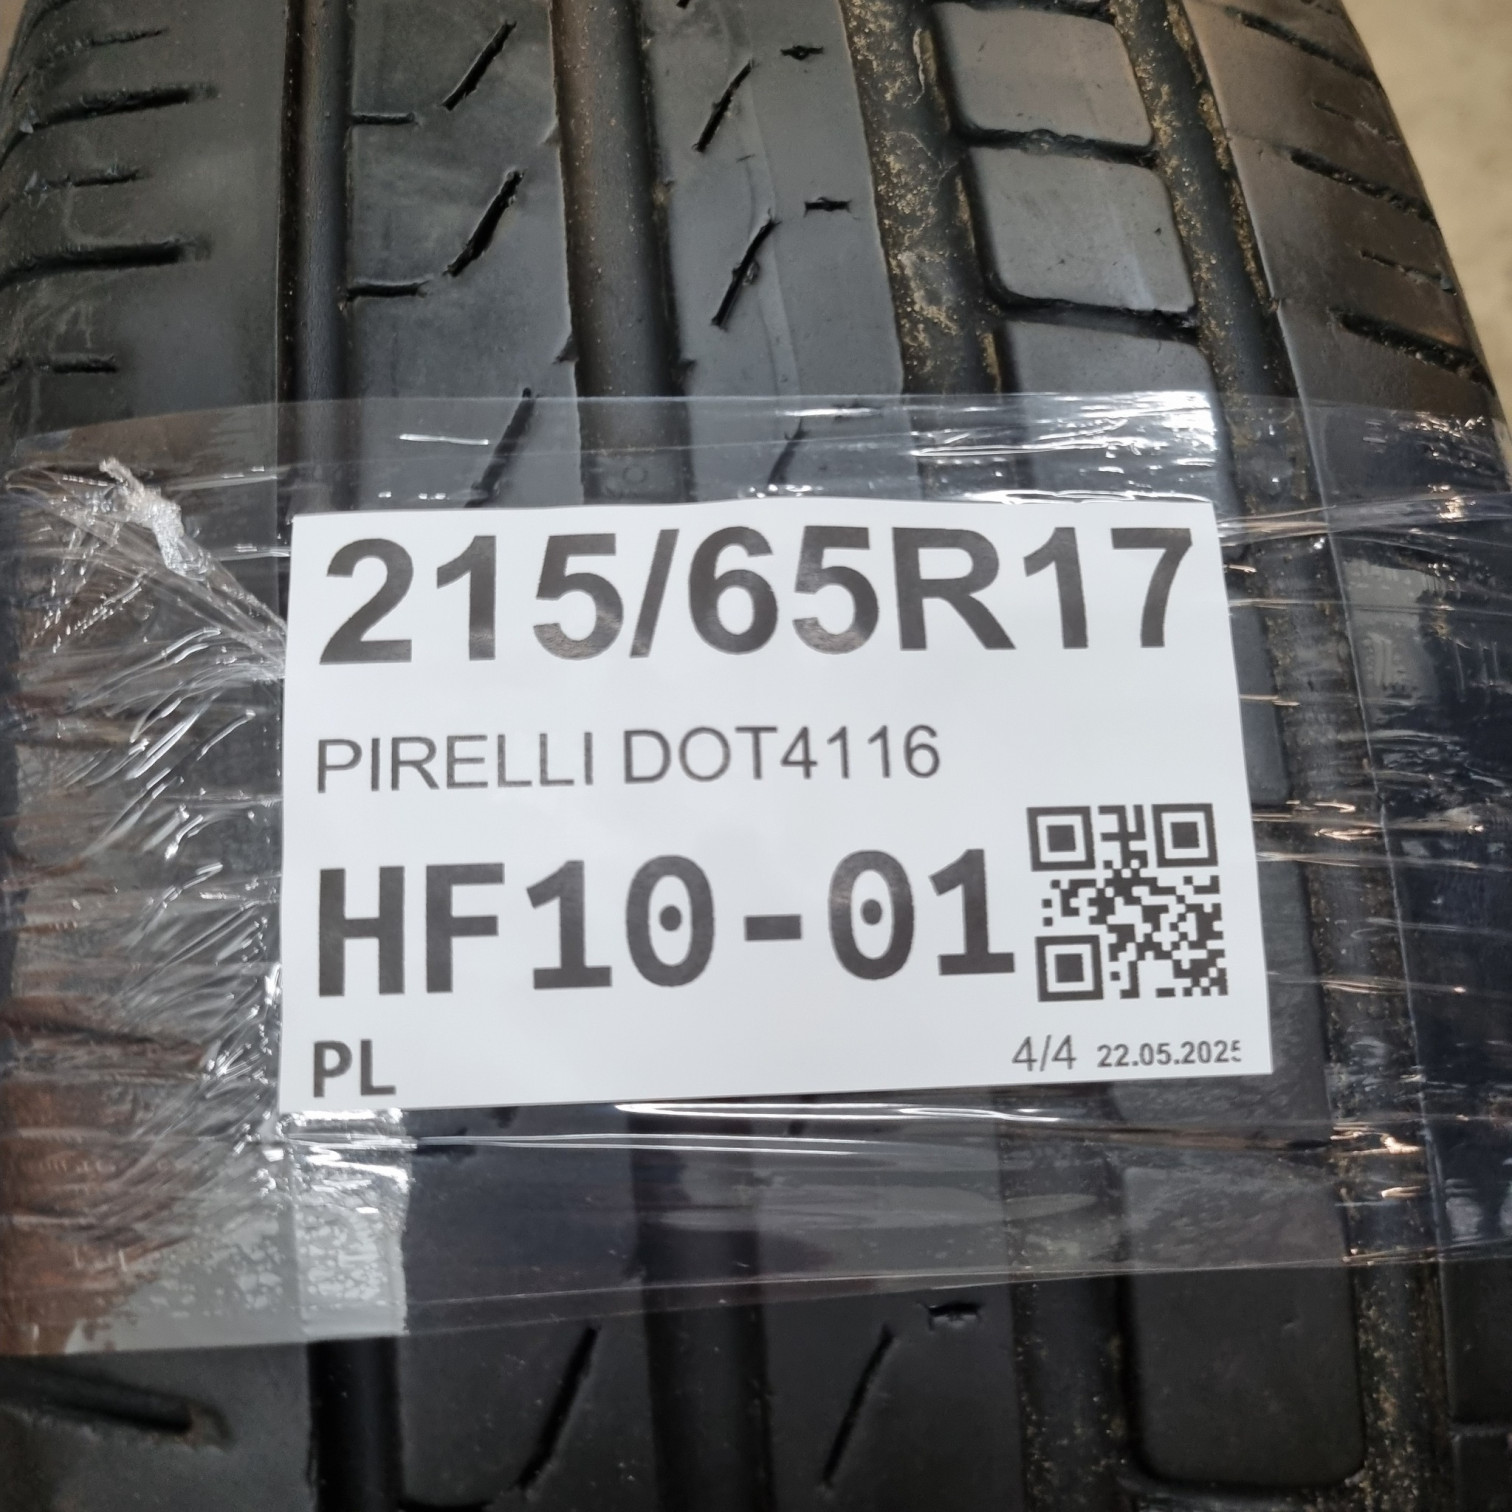 215/65R17
PIRELLI DOT4116
HF10-01
PL
4/4 22.05.2025